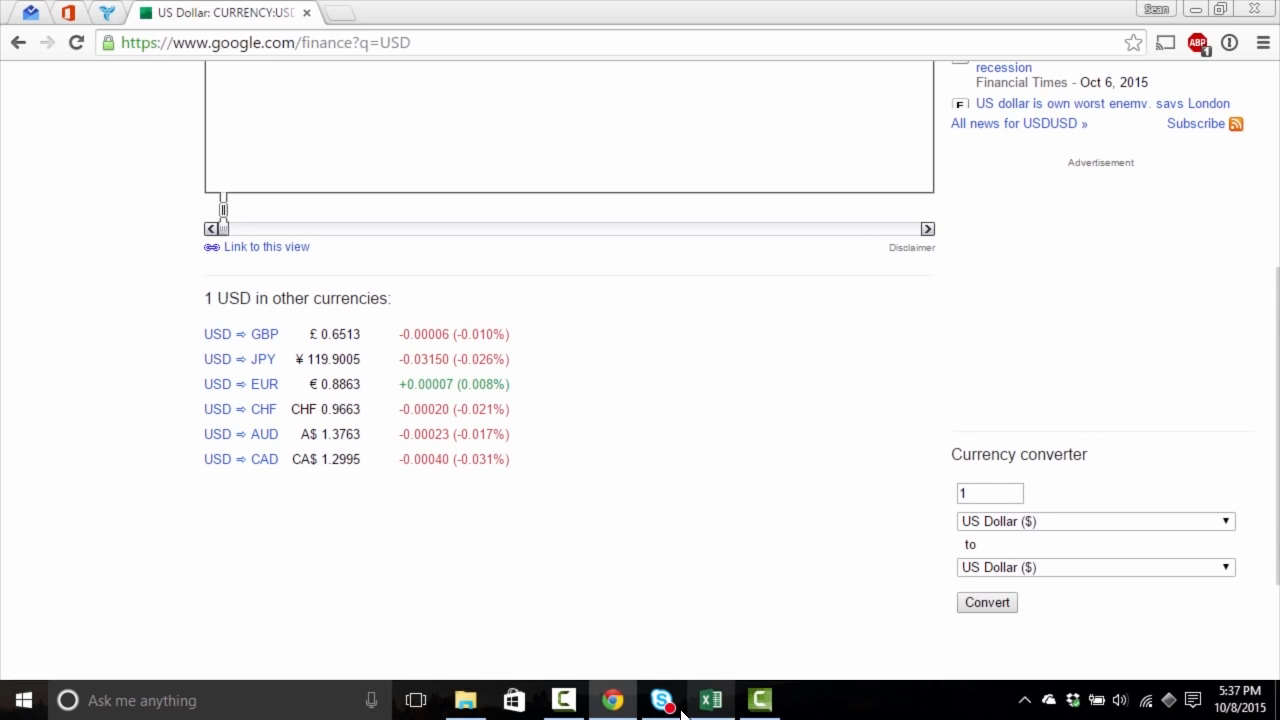 US Dollar: CURRENCY:USD
Sean
https://www.google.com/finance?q=USD
ABP
1
recession
Financial Times - Oct 6, 2015
F US dollar is own worst enemy, says London
All news for USDUSD »
Subscribe
Advertisement
Link to this view
Disclaimer
1 USD in other currencies:
USD ⇨ GBP £ 0.6513 -0.00006 (-0.010%)
USD ⇨ JPY ¥ 119.9005 -0.03150 (-0.026%)
USD ⇨ EUR € 0.8863 +0.00007 (0.008%)
USD ⇨ CHF CHF 0.9663 -0.00020 (-0.021%)
USD ⇨ AUD A$ 1.3763 -0.00023 (-0.017%)
USD ⇨ CAD CA$ 1.2995 -0.00040 (-0.031%)
Currency converter
1
US Dollar ($)
to
US Dollar ($)
Convert
Ask me anything
5:37 PM
10/8/2015